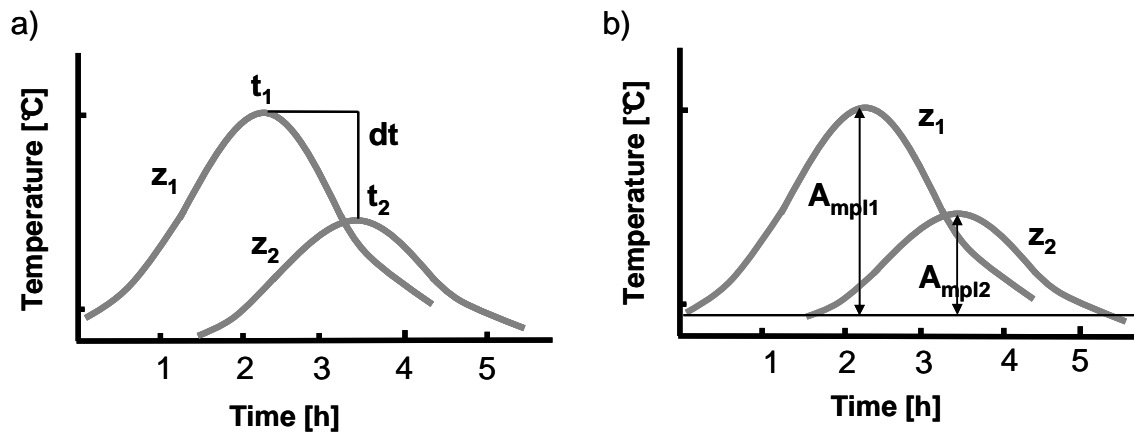 a)
Temperature [°C]
t₁
dt
z₁
t₂
z₂
1 2 3 4 5
Time [h]
b)
Temperature [°C]
z₁
Aₘₚₗ₁
z₂
Aₘₚₗ₂
1 2 3 4 5
Time [h]